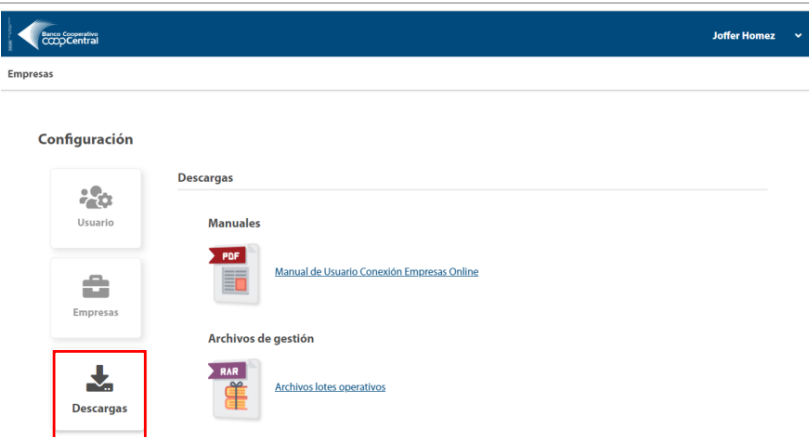 Banco Cooperativo
coopCentral
Joffer Homez
Empresas
Configuración
Usuario
Empresas
Descargas
Descargas
Manuales
PDF
Manual de Usuario Conexión Empresas Online
Archivos de gestión
RAR
Archivos lotes operativos